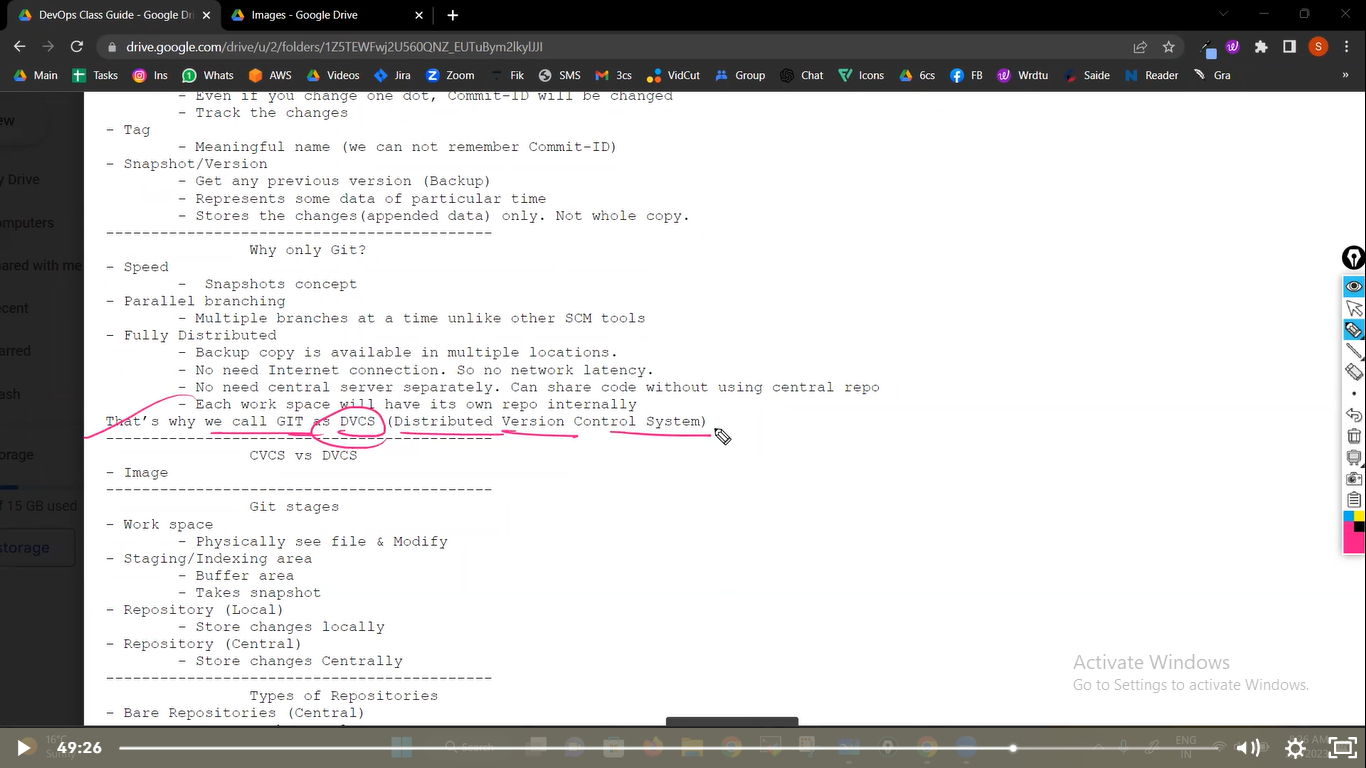 DevOps Class Guide - Google Dri
Images - Google Drive
drive.google.com/drive/u/2/folders/1Z5TEWFwj2U560QNZ_EUTuBym2lkylJJI
S
Main Tasks Ins Whats AWS Videos Jira Zoom Fik SMS 3cs VidCut Group Chat Icons 6cs FB Wrdtu Saide Reader Gra »
- Even if you change one dot, Commit-ID will be changed
- Track the changes
- Tag
- Meaningful name (we can not remember Commit-ID)
- Snapshot/Version
- Get any previous version (Backup)
- Represents some data of particular time
- Stores the changes(appended data) only. Not whole copy.
-------------------------------------------
Why only Git?
- Speed
- Snapshots concept
- Parallel branching
- Multiple branches at a time unlike other SCM tools
- Fully Distributed
- Backup copy is available in multiple locations.
- No need Internet connection. So no network latency.
- No need central server separately. Can share code without using central repo
- Each work space will have its own repo internally
That's why we call GIT as DVCS (Distributed Version Control System)
-------------------------------------------
CVCS vs DVCS
- Image
-------------------------------------------
Git stages
- Work space
- Physically see file & Modify
- Staging/Indexing area
- Buffer area
- Takes snapshot
- Repository (Local)
- Store changes locally
- Repository (Central)
- Store changes Centrally
-------------------------------------------
Types of Repositories
- Bare Repositories (Central)
ew
y Drive
mputers
ared with me
ecent
arred
ash
orage
f 15 GB used
storage
Activate Windows
Go to Settings to activate Windows.
49:26
16°C
Sunny
Search
ENG
IN